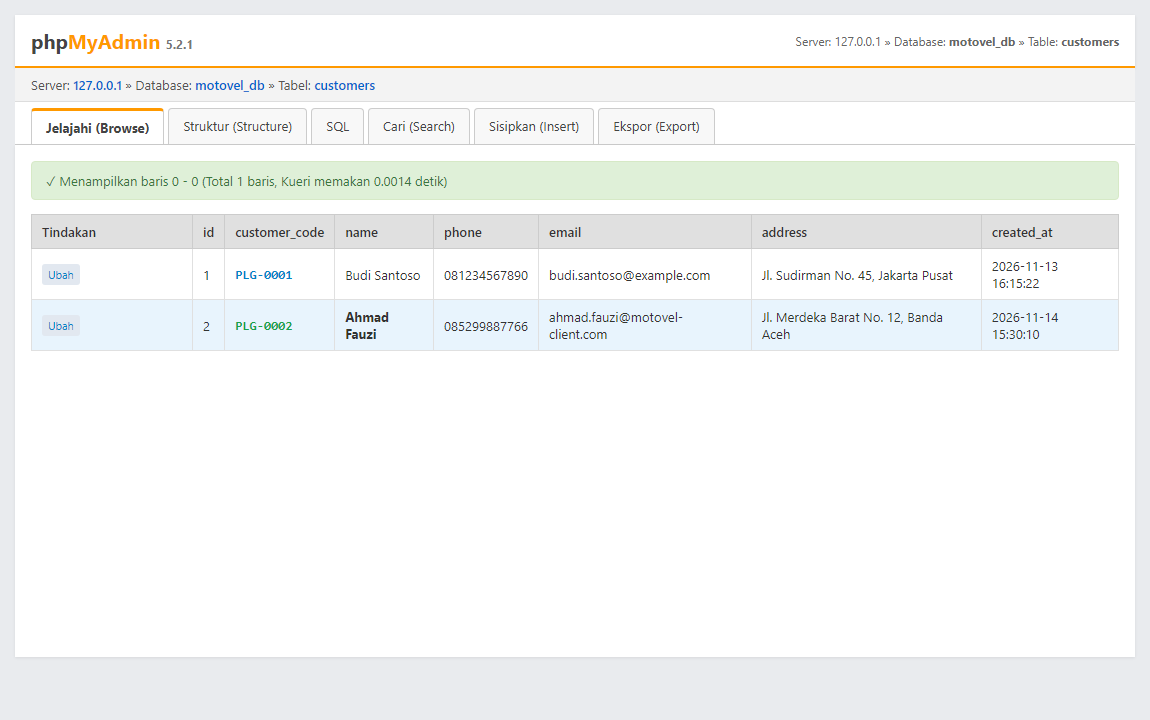 phpMyAdmin 5.2.1
Server: 127.0.0.1 » Database: motovel_db » Table: customers
Server: 127.0.0.1 » Database: motovel_db » Tabel: customers
Jelajahi (Browse) Struktur (Structure) SQL Cari (Search) Sisipkan (Insert) Ekspor (Export)
✓ Menampilkan baris 0 - 0 (Total 1 baris, Kueri memakan 0.0014 detik)
Tindakan id customer_code name phone email address created_at
Ubah 1 PLG-0001 Budi Santoso 081234567890 budi.santoso@example.com Jl. Sudirman No. 45, Jakarta Pusat 2026-11-13
16:15:22
Ubah 2 PLG-0002 Ahmad 085299887766 ahmad.fauzi@motovel- Jl. Merdeka Barat No. 12, Banda 2026-11-14
Fauzi client.com Aceh 15:30:10